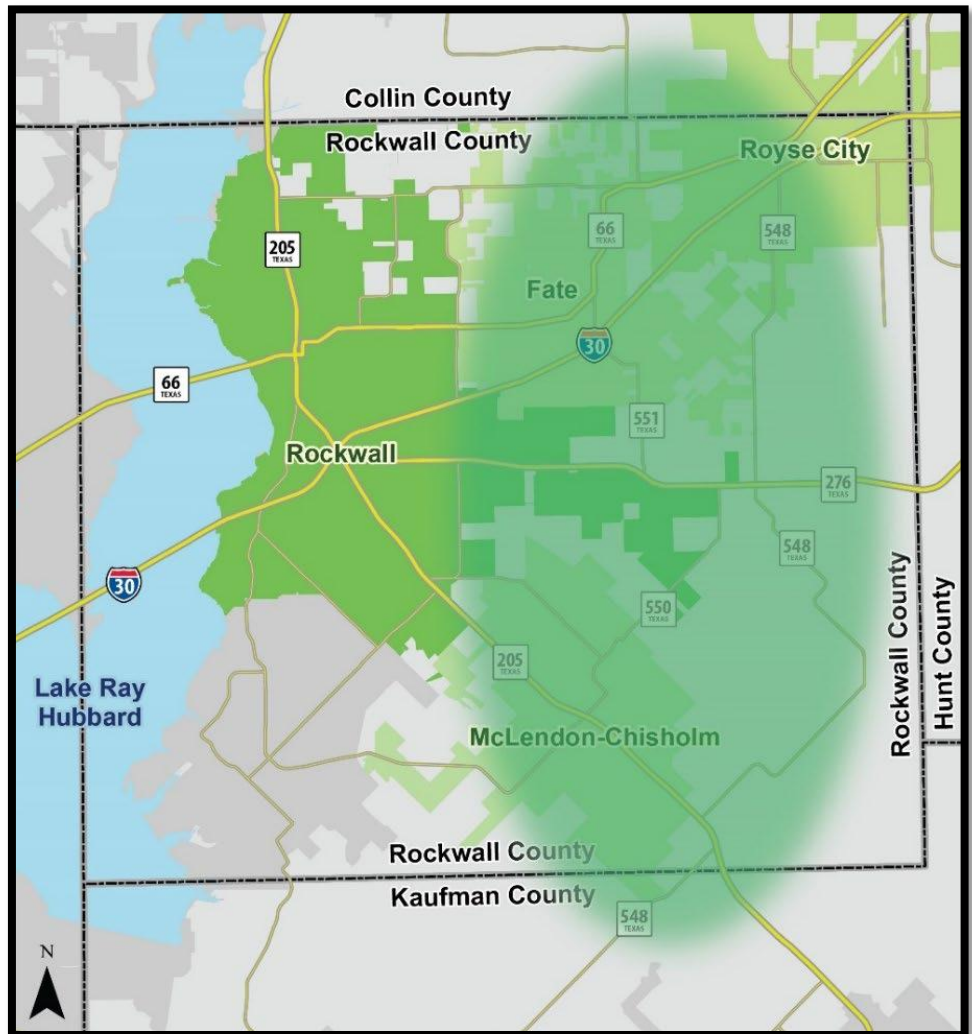 Collin County
Rockwall County
Royse City
205
TEXAS
66
TEXAS
548
TEXAS
Fate
30
66
TEXAS
551
TEXAS
Rockwall
276
TEXAS
548
TEXAS
30
550
TEXAS
205
TEXAS
Rockwall County
Hunt County
Lake Ray
Hubbard
McLendon-Chisholm
Rockwall County
Kaufman County
548
TEXAS
N